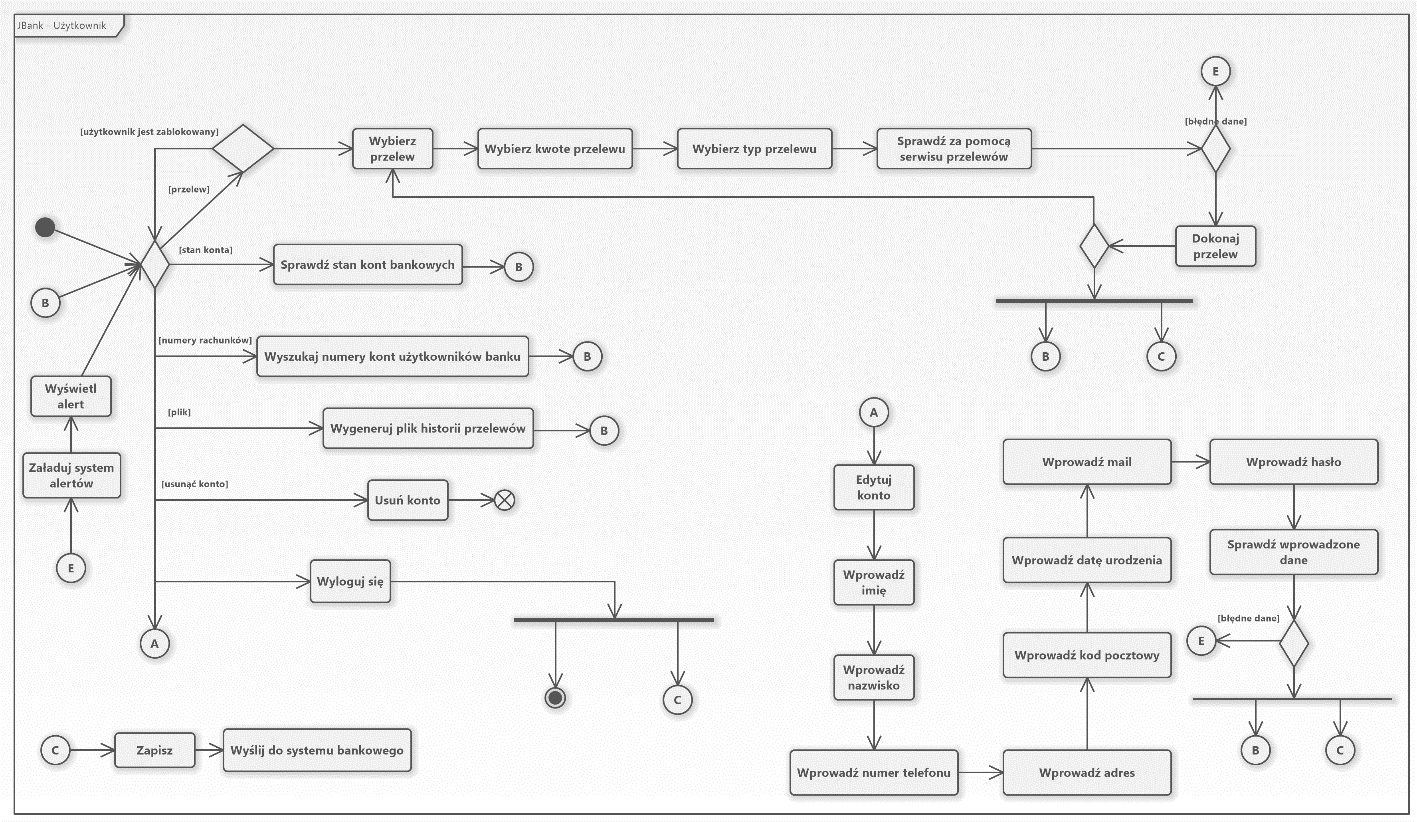 JBank - Użytkownik
E
[błędne dane]
[użytkownik jest zablokowany]
Wybierz
przelew
Wybierz kwote przelewu
Wybierz typ przelewu
Sprawdź za pomocą
serwisu przelewów
[przelew]
Dokonaj
przelew
[stan konta]
Sprawdź stan kont bankowych
B
B
[numery rachunków]
Wyszukaj numery kont użytkowników banku
B
B
C
Wyświetl
alert
[plik]
Wygeneruj plik historii przelewów
B
A
Załaduj system
alertów
[usunąć konto]
Usuń konto
Edytuj
konto
Wprowadź mail
Wprowadź hasło
E
Wyloguj się
Wprowadź
imię
Wprowadź datę urodzenia
Sprawdź wprowadzone
dane
A
[błędne dane]
E
Wprowadź
nazwisko
Wprowadź kod pocztowy
C
C
Zapisz
Wyślij do systemu bankowego
Wprowadź numer telefonu
Wprowadź adres
B
C